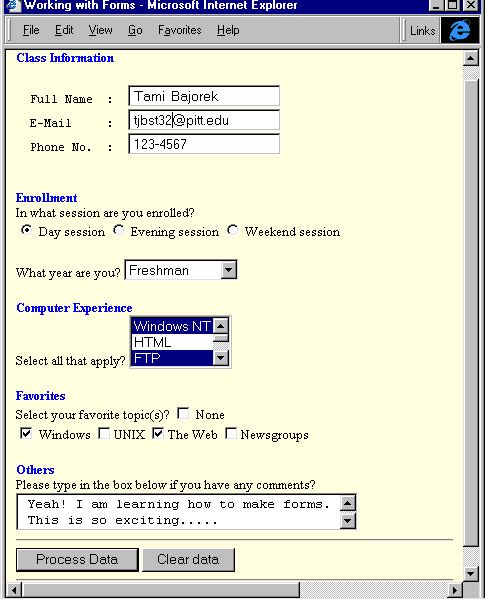 Working with Forms - Microsoft Internet Explorer
File Edit View Go Favorites Help Links
Class Information
Full Name : Tami Bajorek
E-Mail : tjbst32@pitt.edu
Phone No. : 123-4567
Enrollment
In what session are you enrolled?
Day session Evening session Weekend session
What year are you? Freshman
Computer Experience
Windows NT
HTML
Select all that apply? FTP
Favorites
Select your favorite topic(s)? None
Windows UNIX The Web Newsgroups
Others
Please type in the box below if you have any comments?
Yeah! I am learning how to make forms.
This is so exciting.....
Process Data Clear data